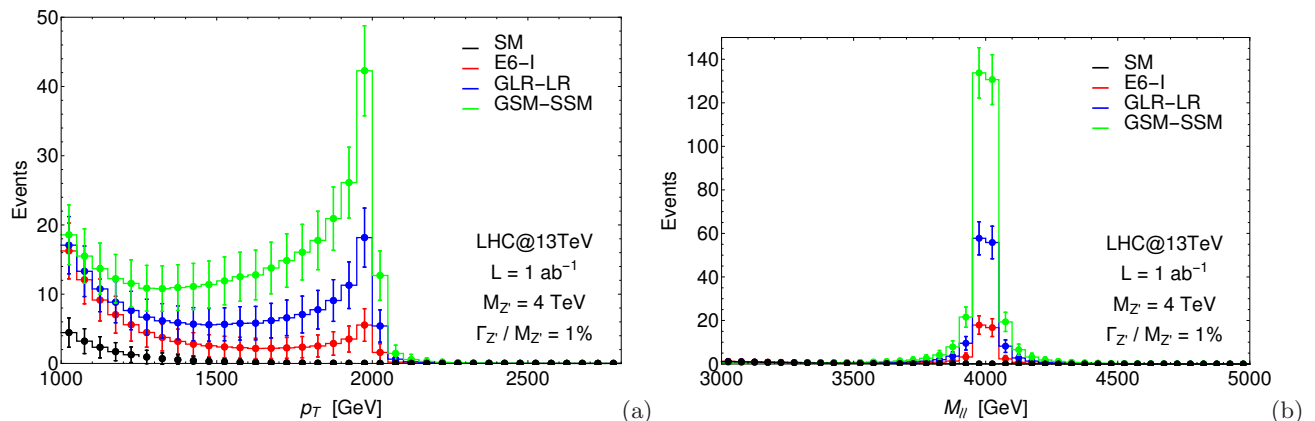 50
40
30
20
10
0
Events
SM
E6−I
GLR−LR
GSM−SSM
LHC@13TeV
L = 1 ab⁻¹
M_Z' = 4 TeV
Γ_Z' / M_Z' = 1%
1000 1500 2000 2500
p_T [GeV]
(a)
140
120
100
80
60
40
20
0
Events
SM
E6−I
GLR−LR
GSM−SSM
LHC@13TeV
L = 1 ab⁻¹
M_Z' = 4 TeV
Γ_Z' / M_Z' = 1%
3000 3500 4000 4500 5000
M_ll [GeV]
(b)